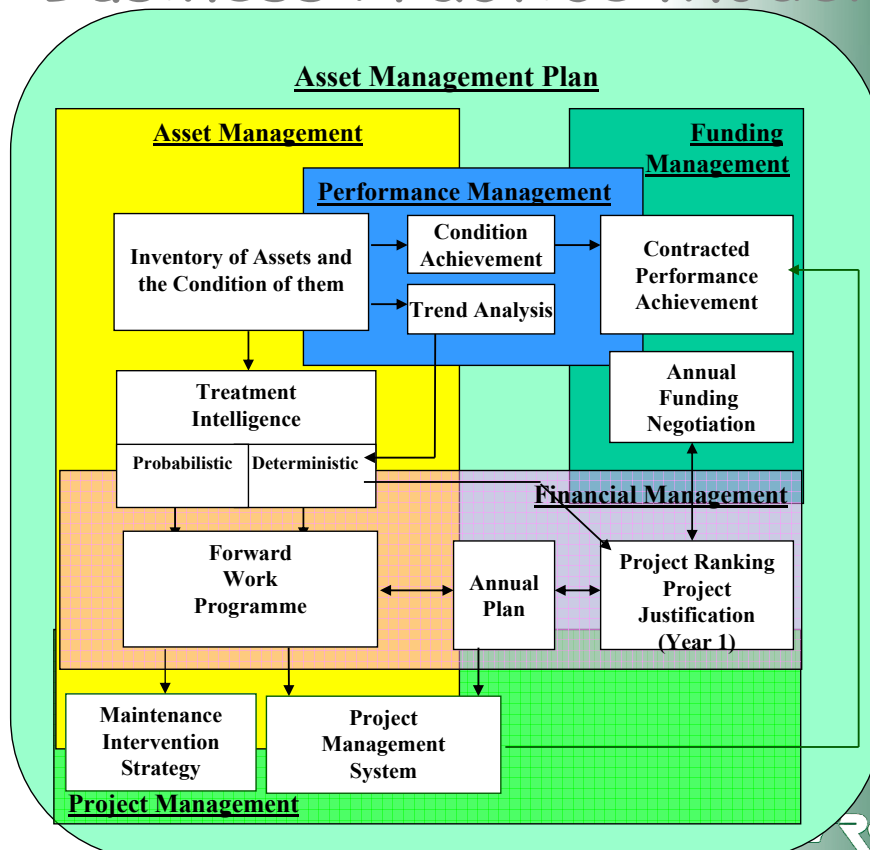 Asset Management Plan
Asset Management
Funding
Management
Performance Management
Inventory of Assets and
the Condition of them
Condition
Achievement
Contracted
Performance
Achievement
Trend Analysis
Treatment
Intelligence
Annual
Funding
Negotiation
Probabilistic
Deterministic
Financial Management
Forward
Work
Programme
Annual
Plan
Project Ranking
Project
Justification
(Year 1)
Maintenance
Intervention
Strategy
Project
Management
System
Project Management